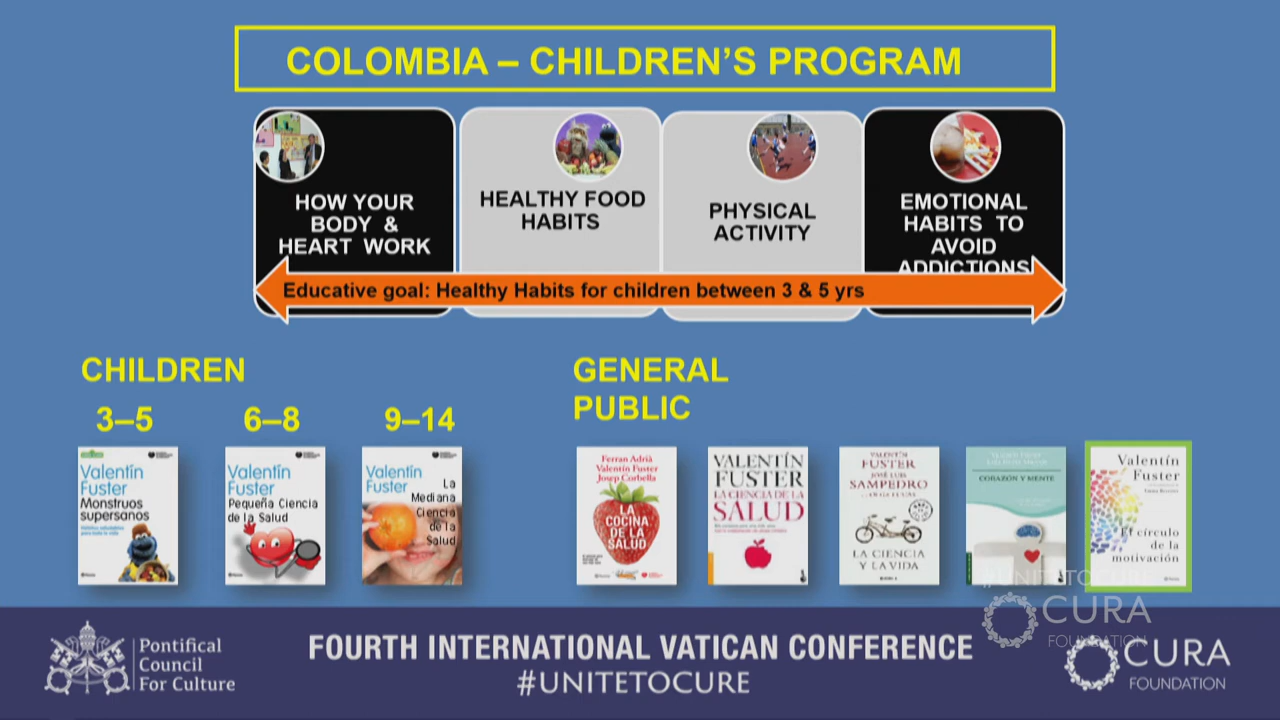 COLOMBIA – CHILDREN'S PROGRAM
HOW YOUR
BODY & 
HEART WORK
HEALTHY FOOD
HABITS
PHYSICAL
ACTIVITY
EMOTIONAL
HABITS TO
AVOID
ADDICTIONS
Educative goal: Healthy Habits for children between 3 & 5 yrs
CHILDREN
3–5
6–8
9–14
Valentín
Fuster
Monstruos
supersanos
Valentín
Fuster
Pequeña Ciencia
de la Salud
Valentín
Fuster
La
Mediana
Ciencia
de la
Salud
GENERAL
PUBLIC
Ferran Adrià
Valentín Fuster
Josep Corbella
LA
COCINA
DE LA
SALUD
VALENTÍN
FUSTER
LA CIENCIA DE LA
SALUD
VALENTÍN
FUSTER
JOSÉ LUIS
SAMPEDRO
LA CIENCIA
Y LA VIDA
CORAZÓN Y MENTE
Valentín
Fuster
El círculo
de la
motivación
#UNITETOCURE
CURA
FOUNDATION
Pontifical
Council
For Culture
FOURTH INTERNATIONAL VATICAN CONFERENCE
#UNITETOCURE
CURA
FOUNDATION